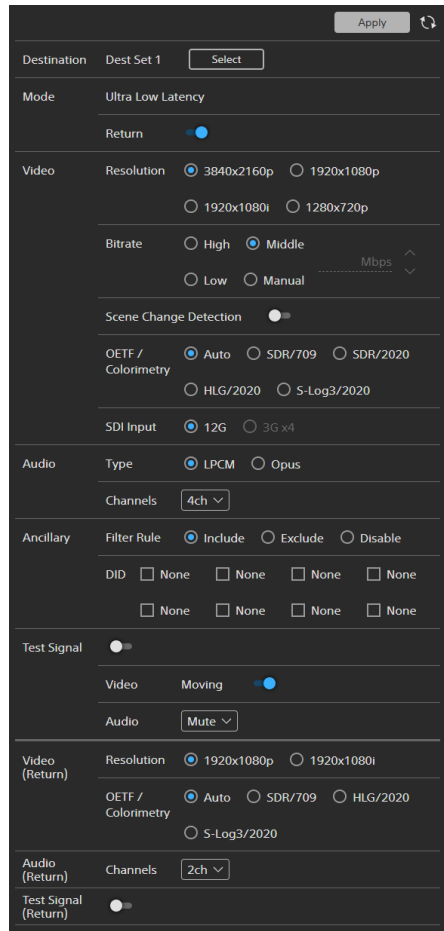 Apply
Destination Dest Set 1 Select
Mode Ultra Low Latency
Return
Video Resolution 3840x2160p 1920x1080p
1920x1080i 1280x720p
Bitrate High Middle
Mbps
Low Manual
Scene Change Detection
OETF / Auto SDR/709 SDR/2020
Colorimetry
HLG/2020 S-Log3/2020
SDI Input 12G 3G x4
Audio Type LPCM Opus
Channels 4ch
Ancillary Filter Rule Include Exclude Disable
DID None None None None
None None None None
Test Signal
Video Moving
Audio Mute
Video Resolution 1920x1080p 1920x1080i
(Return)
OETF / Auto SDR/709 HLG/2020
Colorimetry
S-Log3/2020
Audio
(Return) Channels 2ch
Test Signal
(Return)